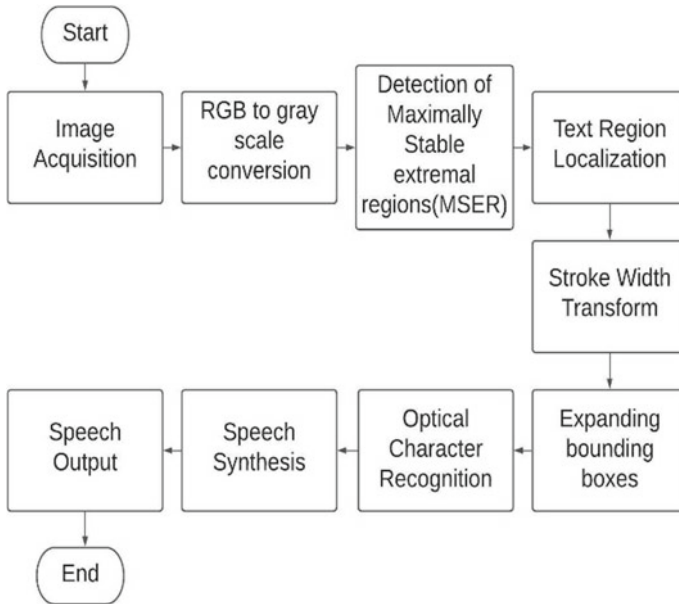 Start
Image
Acquisition
RGB to gray
scale
conversion
Detection of
Maximally
Stable
extremal
regions(MSER)
Text Region
Localization
Stroke Width
Transform
Expanding
bounding
boxes
Optical
Character
Recognition
Speech
Synthesis
Speech
Output
End